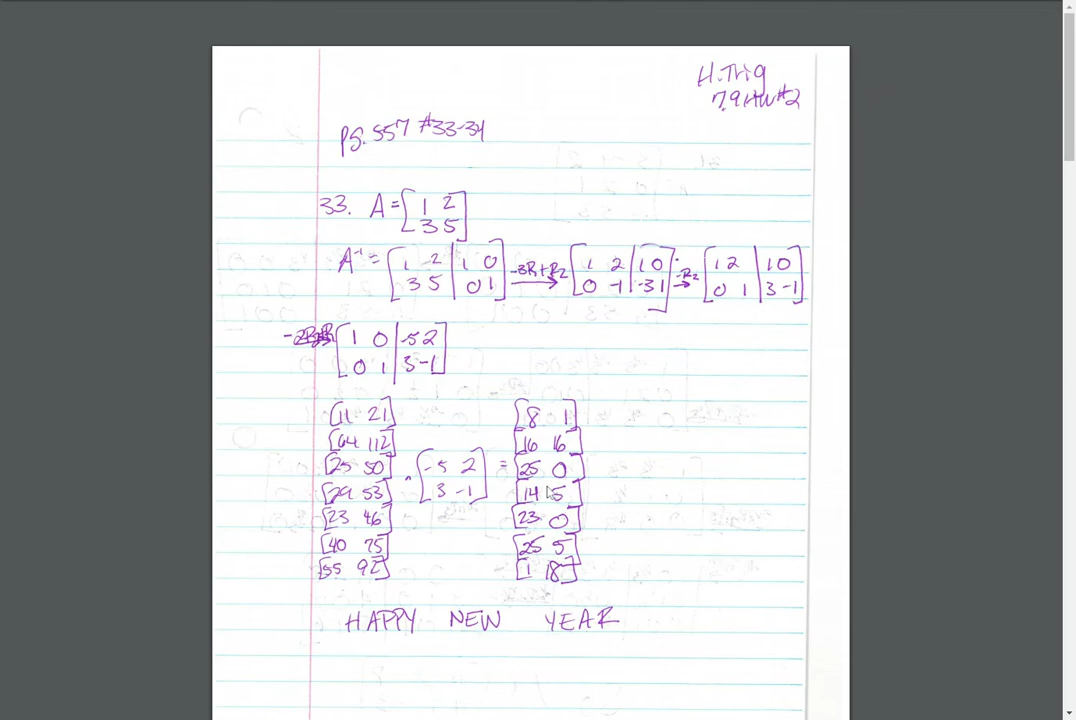 H. Trig
7.9 HW #2
PG. 557 #33-34
33. A = [1 2
3 5]
A⁻¹ = [1 2 | 1 0 -3R₁+R₂ [1 2 | 1 0 -R₂ [1 2 | 1 0
3 5 | 0 1] → 0 -1 | -3 1] → 0 1 | 3 -1]
[1 0 | -5 2
0 1 | 3 -1]
[11 21] [8 1]
[64 112] [16 16]
[25 50] · [-5 2 = [25 0]
[29 53] 3 -1] [14 5]
[23 46] [23 0]
[40 75] [25 5]
[55 92] [1 18]
HAPPY NEW YEAR